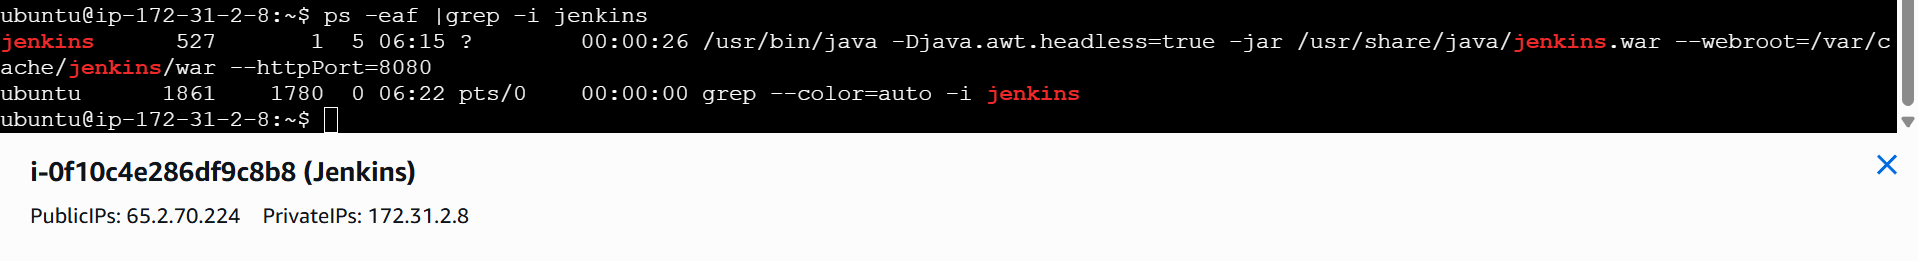 ubuntu@ip-172-31-2-8:~$ ps -eaf |grep -i jenkins
jenkins      527       1  5 06:15 ?        00:00:26 /usr/bin/java -Djava.awt.headless=true -jar /usr/share/java/jenkins.war --webroot=/var/c
ache/jenkins/war --httpPort=8080
ubuntu      1861    1780  0 06:22 pts/0    00:00:00 grep --color=auto -i jenkins
ubuntu@ip-172-31-2-8:~$
i-0f10c4e286df9c8b8 (Jenkins)
PublicIPs: 65.2.70.224    PrivateIPs: 172.31.2.8